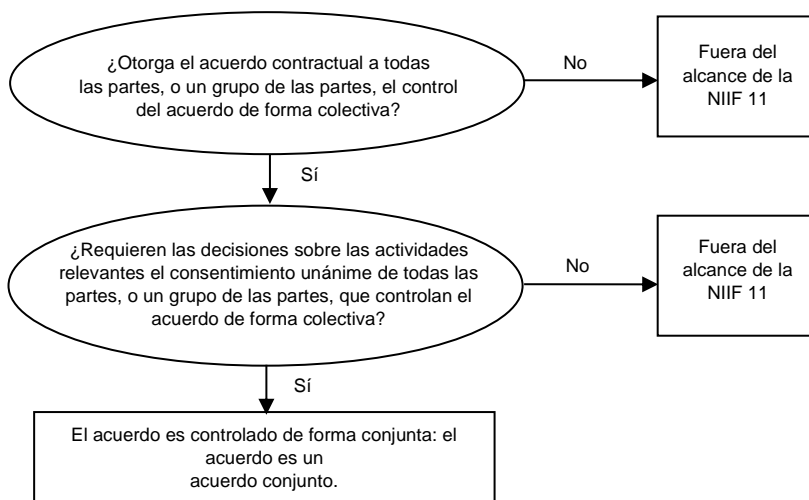 ¿Otorga el acuerdo contractual a todas
las partes, o un grupo de las partes, el control
del acuerdo de forma colectiva?
No
Fuera del
alcance de la
NIIF 11
Sí
¿Requieren las decisiones sobre las actividades
relevantes el consentimiento unánime de todas las
partes, o un grupo de las partes, que controlan el
acuerdo de forma colectiva?
No
Fuera del
alcance de la
NIIF 11
Sí
El acuerdo es controlado de forma conjunta: el
acuerdo es un
acuerdo conjunto.